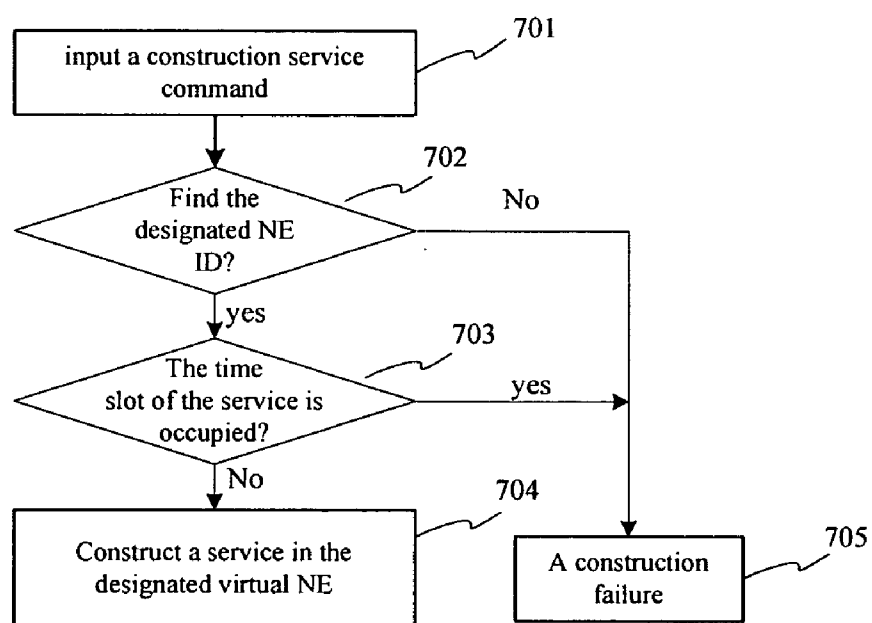 701
input a construction service
command
702
Find the
designated NE
ID?
No
yes
703
The time
slot of the service is
occupied?
yes
No
704
Construct a service in the
designated virtual NE
705
A construction
failure